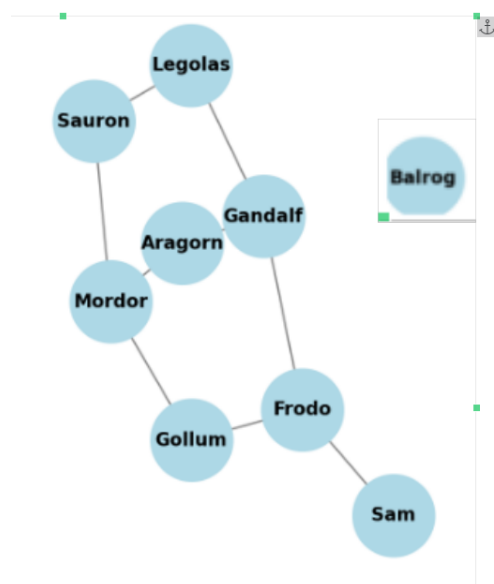 Legolas
Sauron
Balrog
Gandalf
Aragorn
Mordor
Frodo
Gollum
Sam